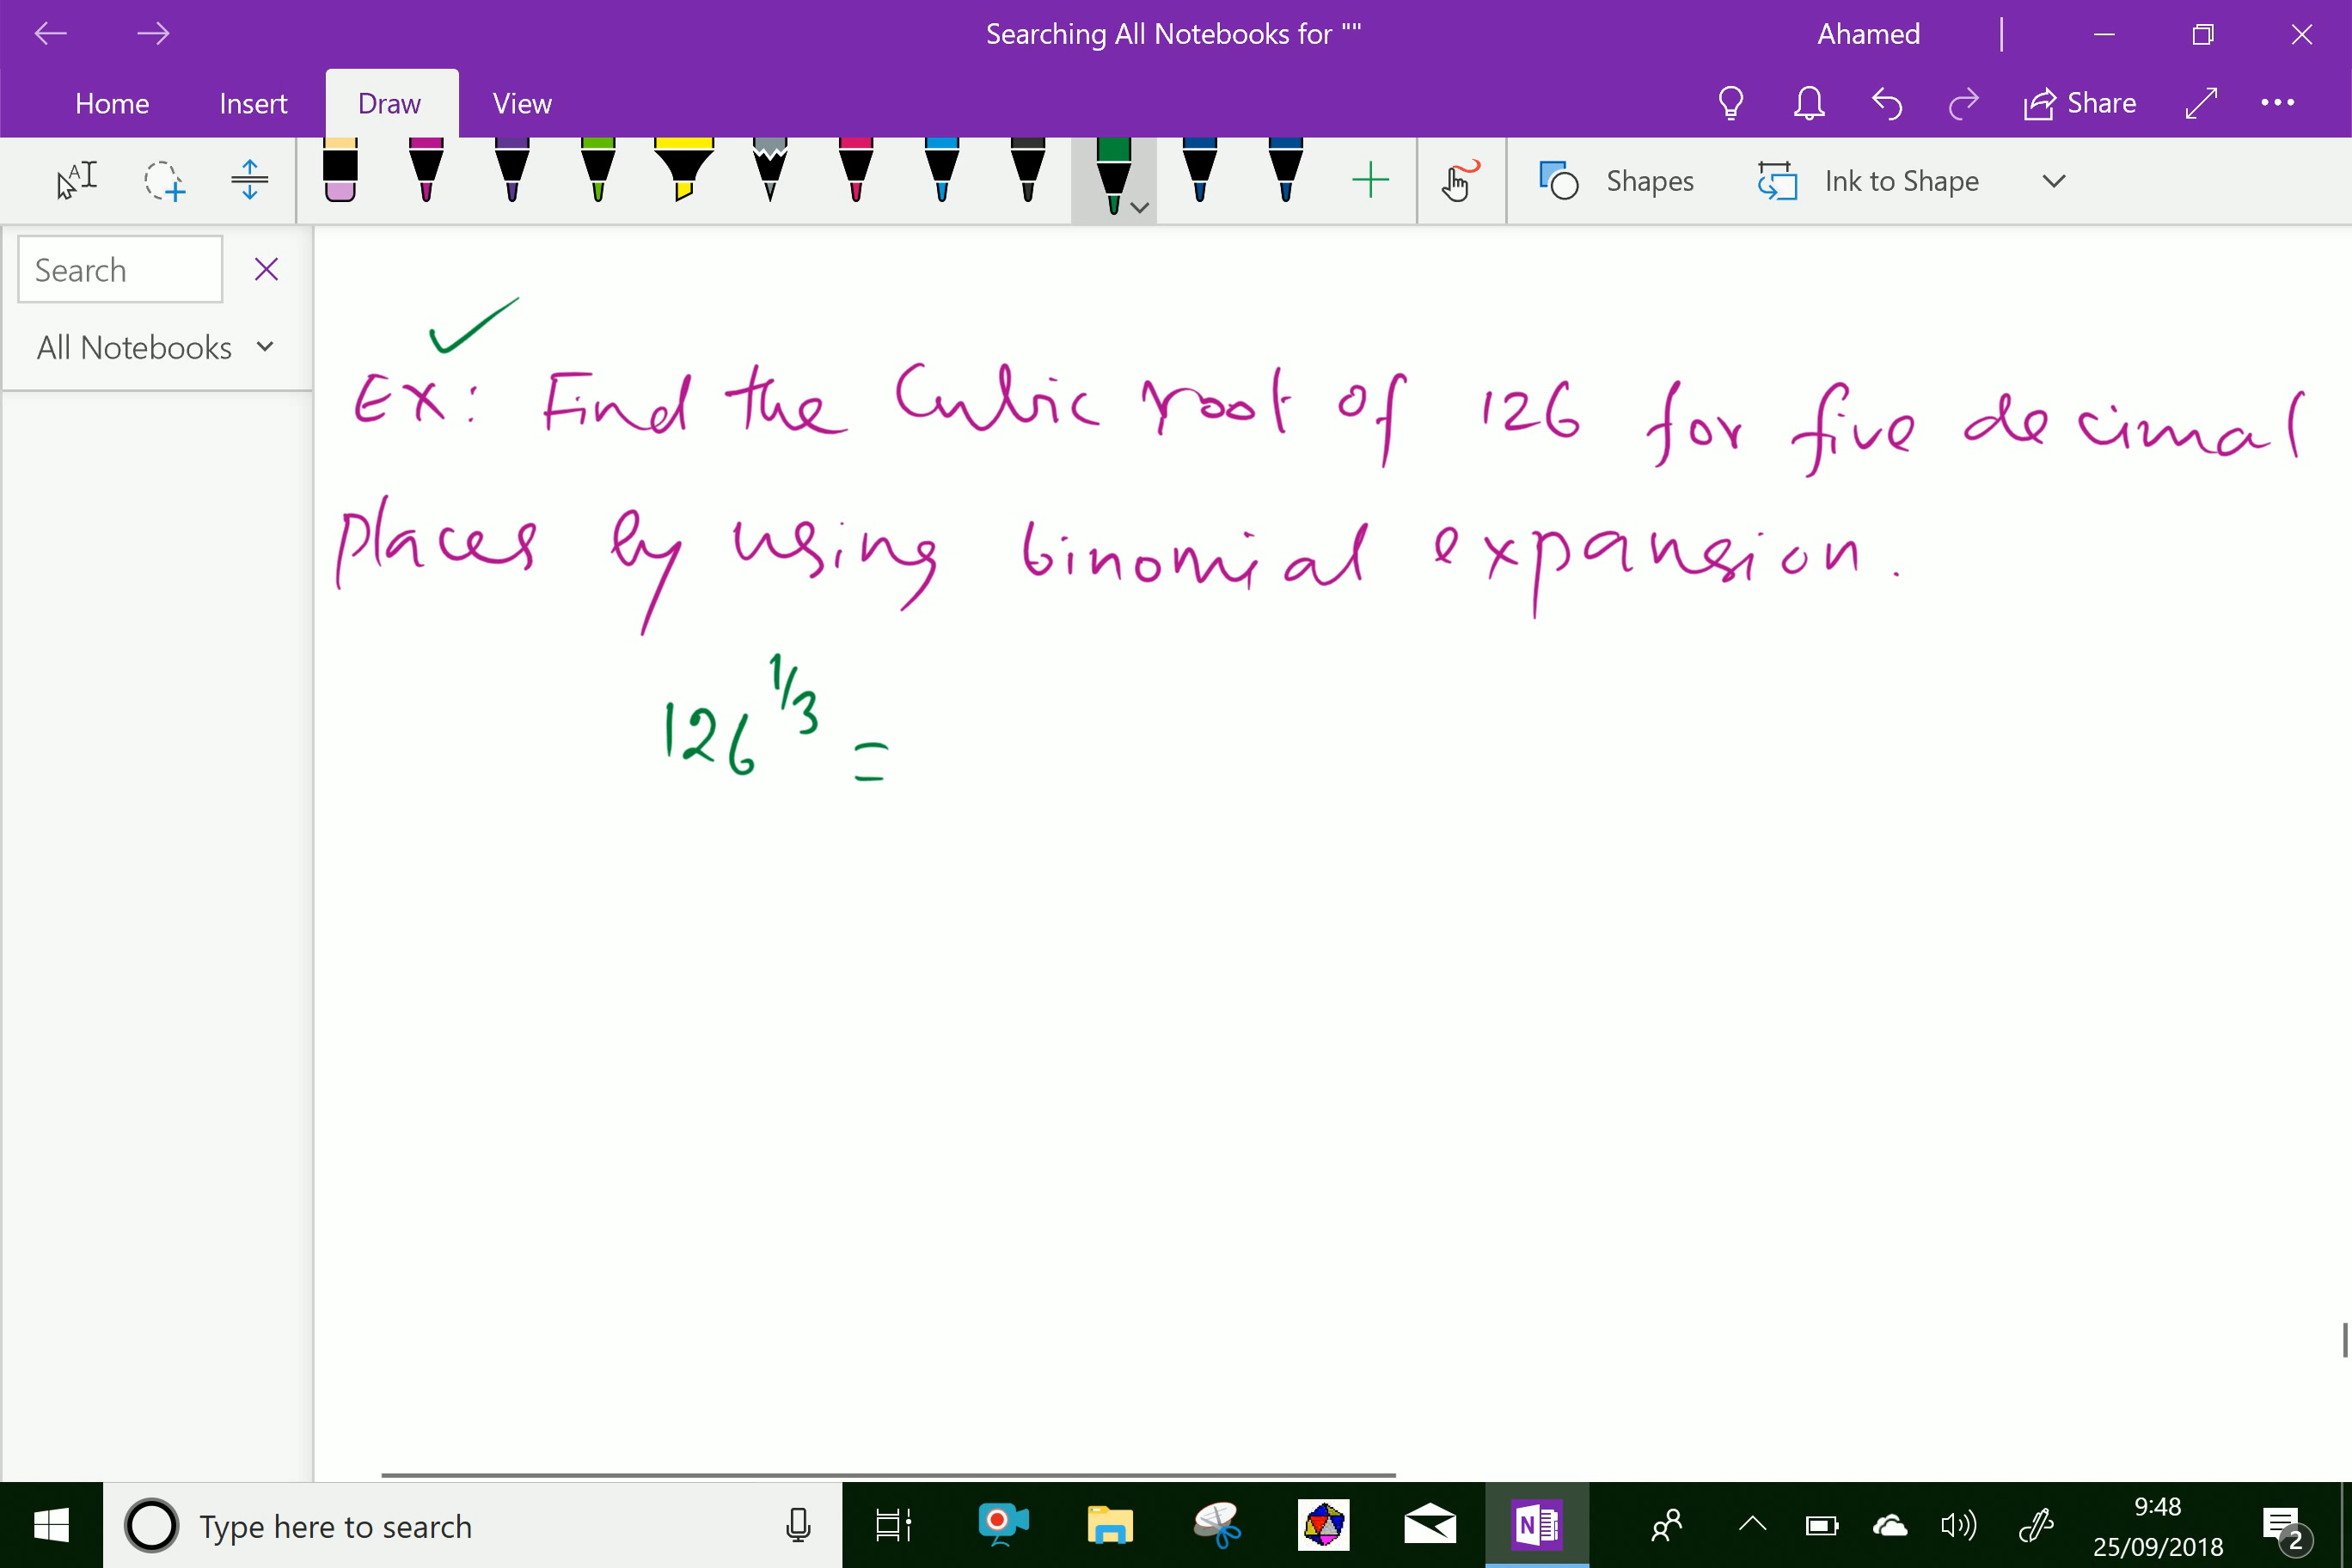 Searching All Notebooks for ""
Ahamed
Home Insert Draw View
Share
Shapes
Ink to Shape
Search
All Notebooks
Ex: Find the Cubic root of 126 for five decimal
places by using binomial expansion.
126^1/3 =
Type here to search
N
9:48
25/09/2018
2